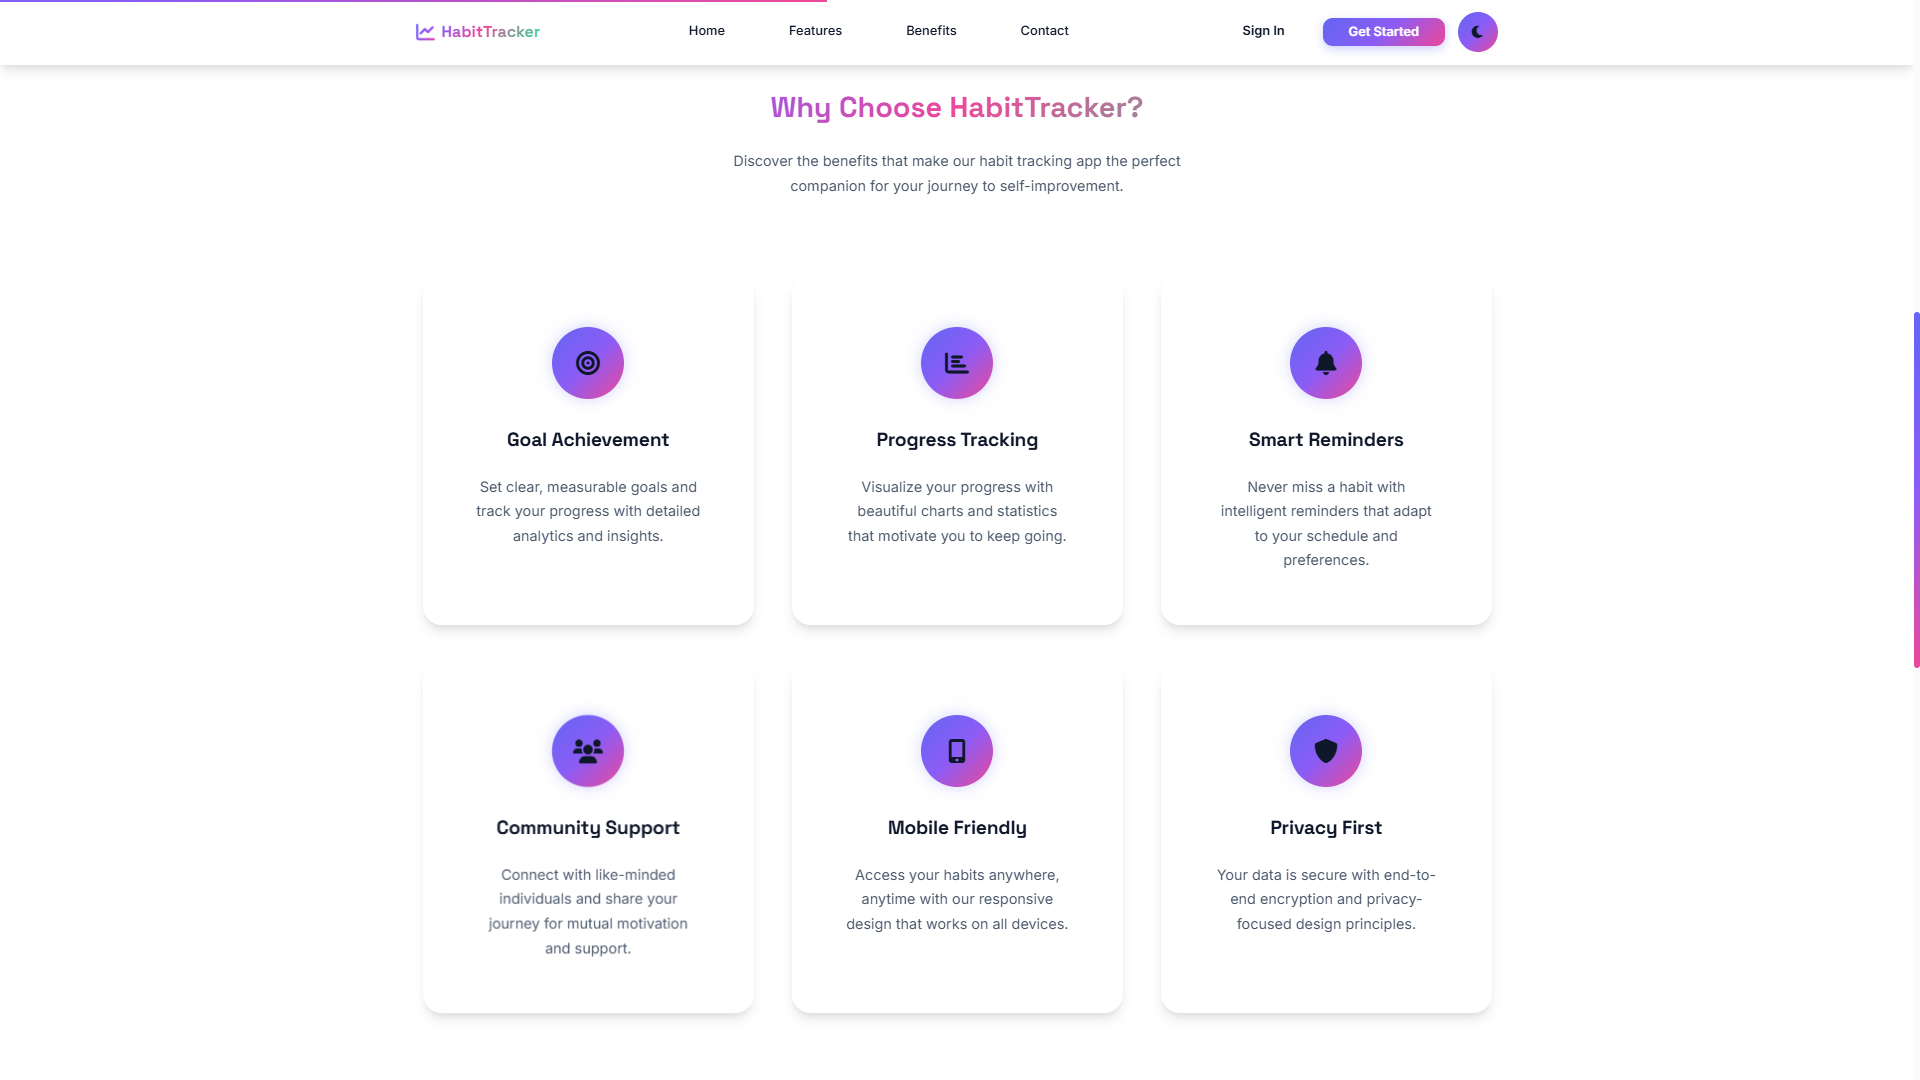 HabitTracker
Home
Features
Benefits
Contact
Sign In
Get Started
Why Choose HabitTracker?
Discover the benefits that make our habit tracking app the perfect
companion for your journey to self-improvement.
Goal Achievement
Set clear, measurable goals and
track your progress with detailed
analytics and insights.
Progress Tracking
Visualize your progress with
beautiful charts and statistics
that motivate you to keep going.
Smart Reminders
Never miss a habit with
intelligent reminders that adapt
to your schedule and
preferences.
Community Support
Connect with like-minded
individuals and share your
journey for mutual motivation
and support.
Mobile Friendly
Access your habits anywhere,
anytime with our responsive
design that works on all devices.
Privacy First
Your data is secure with end-to-
end encryption and privacy-
focused design principles.